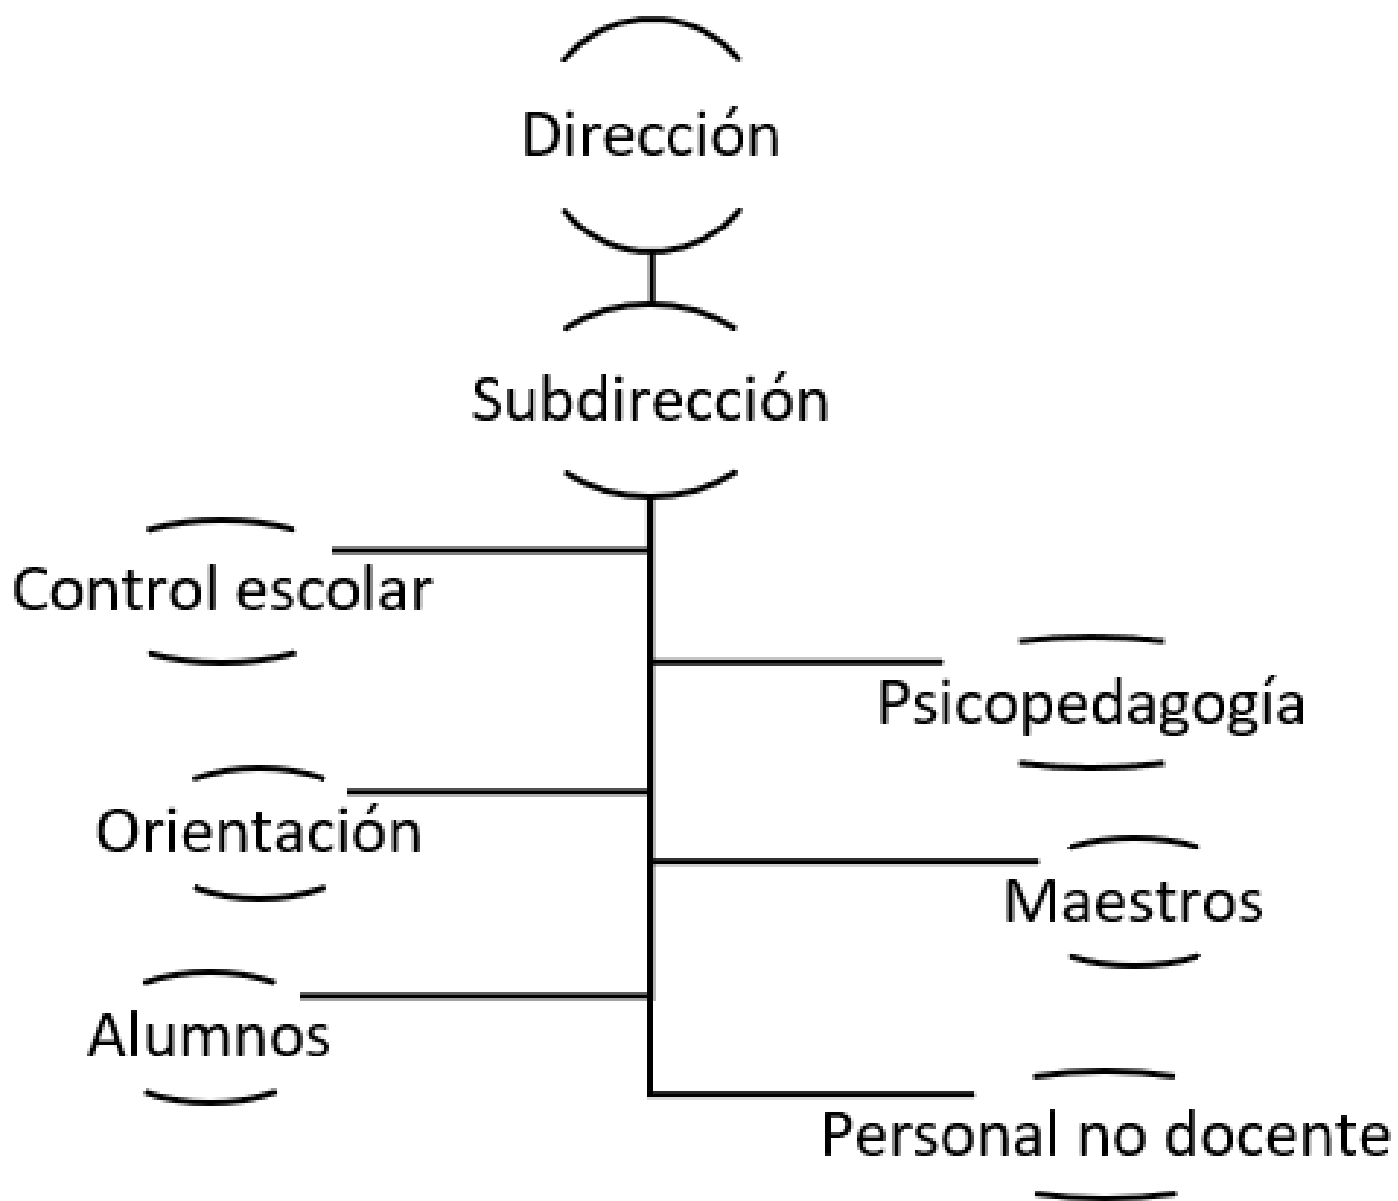 Dirección
Subdirección
Control escolar
Psicopedagogía
Orientación
Maestros
Alumnos
Personal no docente